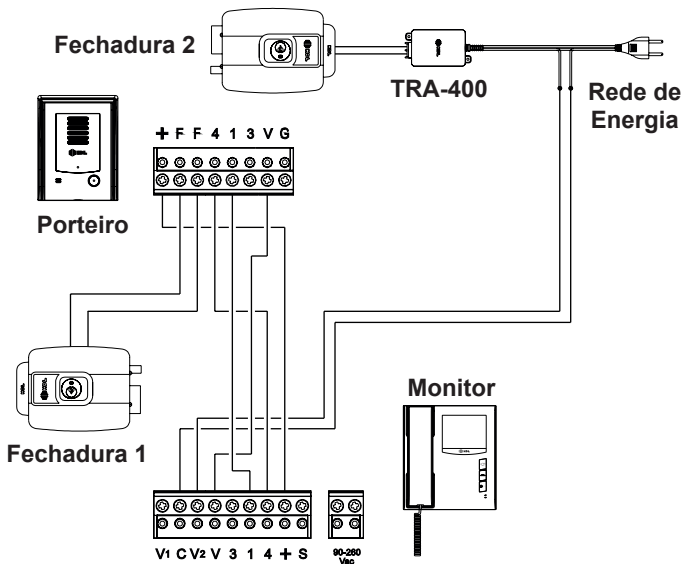 Fechadura 2
TRA-400
Rede de
Energia
+ F F 4 1 3 V G
Porteiro
Fechadura 1
Monitor
V1 C V2 V 3 1 4 + S
90-260
Vac